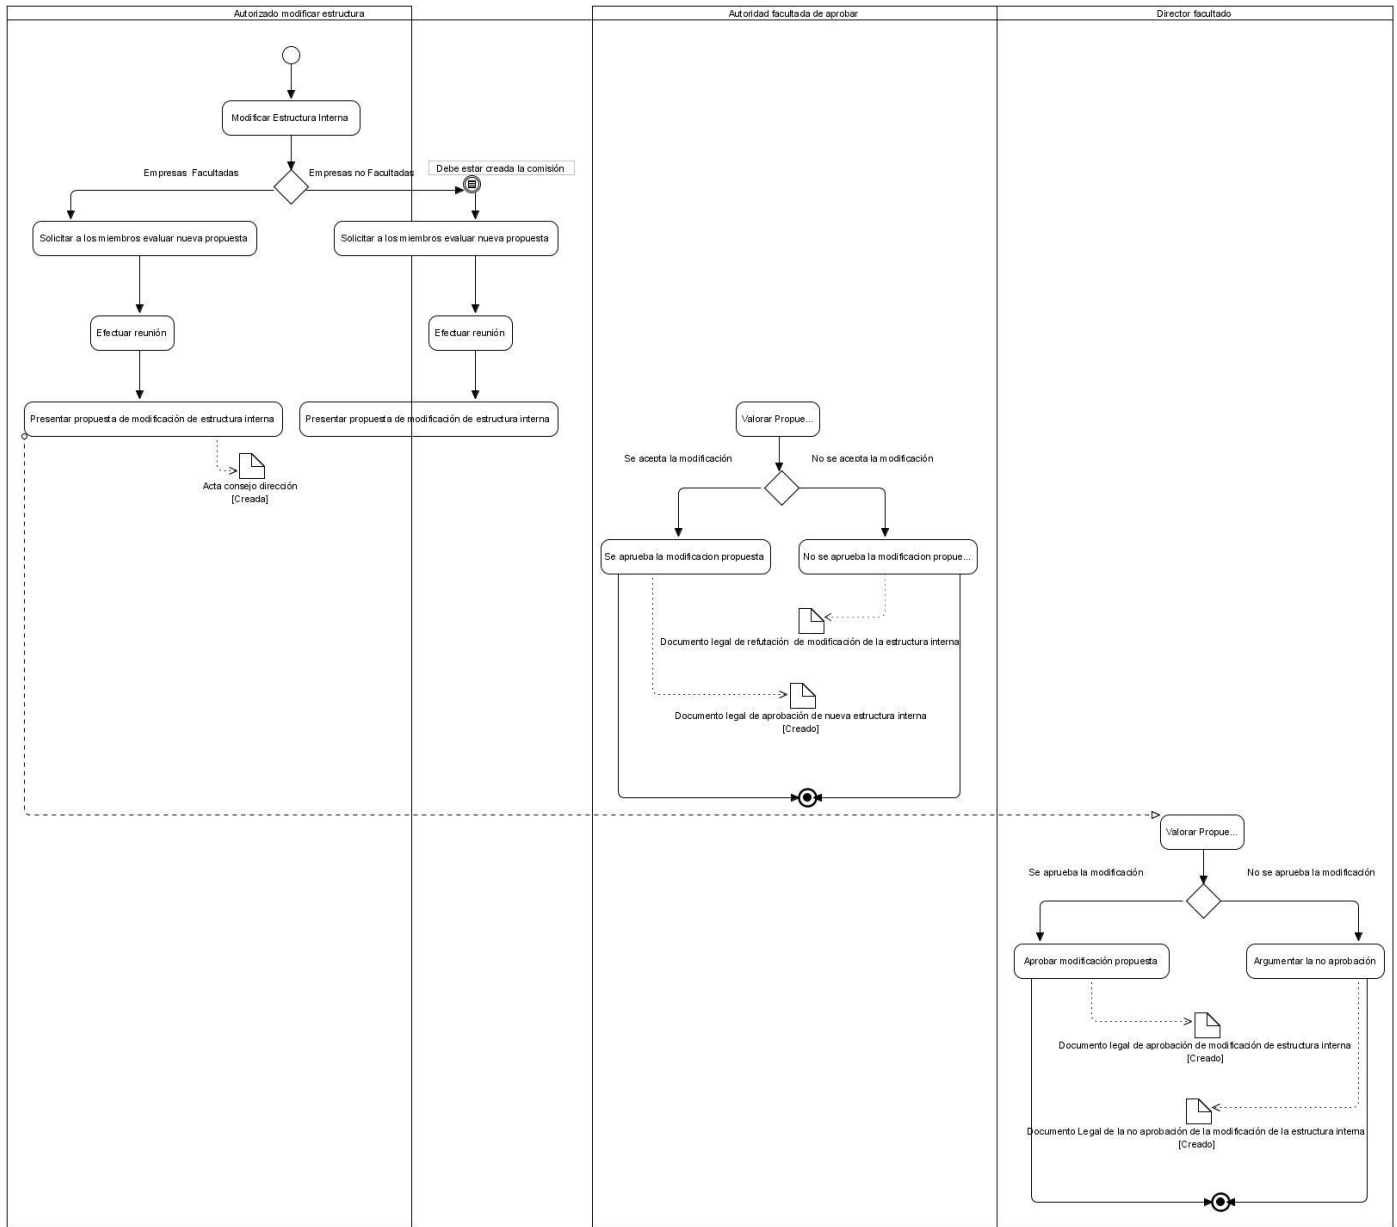 Autorizado modificar estructura
Autoridad facultada de aprobar
Director facultado
Modificar Estructura Interna
Empresas Facultadas
Empresas no Facultadas
Debe estar creada la comisión
Solicitar a los miembros evaluar nueva propuesta
Solicitar a los miembros evaluar nueva propuesta
Efectuar reunión
Efectuar reunión
Presentar propuesta de modificación de estructura interna
Presentar propuesta de modificación de estructura interna
Valorar Propue...
Acta consejo dirección
[Creada]
Se acepta la modificación
No se acepta la modificación
Se aprueba la modificacion propuesta
No se aprueba la modificacion propue...
Documento legal de refutación de modificación de la estructura interna
Documento legal de aprobación de nueva estructura interna
[Creado]
Valorar Propue...
Se aprueba la modificación
No se aprueba la modificación
Aprobar modificación propuesta
Argumentar la no aprobación
Documento legal de aprobación de modificación de estructura interna
[Creado]
Documento Legal de la no aprobación de la modificación de la estructura interna
[Creado]